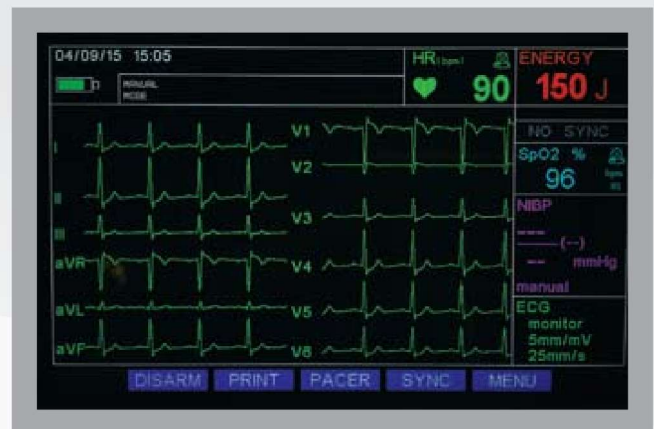 04/09/15 15:05
MANUAL
MODE
HR (bpm)
90
ENERGY
150 J
NO SYNC
SpO2 %
96
bpm
NIBP
---
---(--)
-- mmHg
manual
ECG
monitor
5mm/mV
25mm/s
I
II
III
aVR
aVL
aVF
V1
V2
V3
V4
V5
V6
DISARM
PRINT
PACER
SYNC
MENU